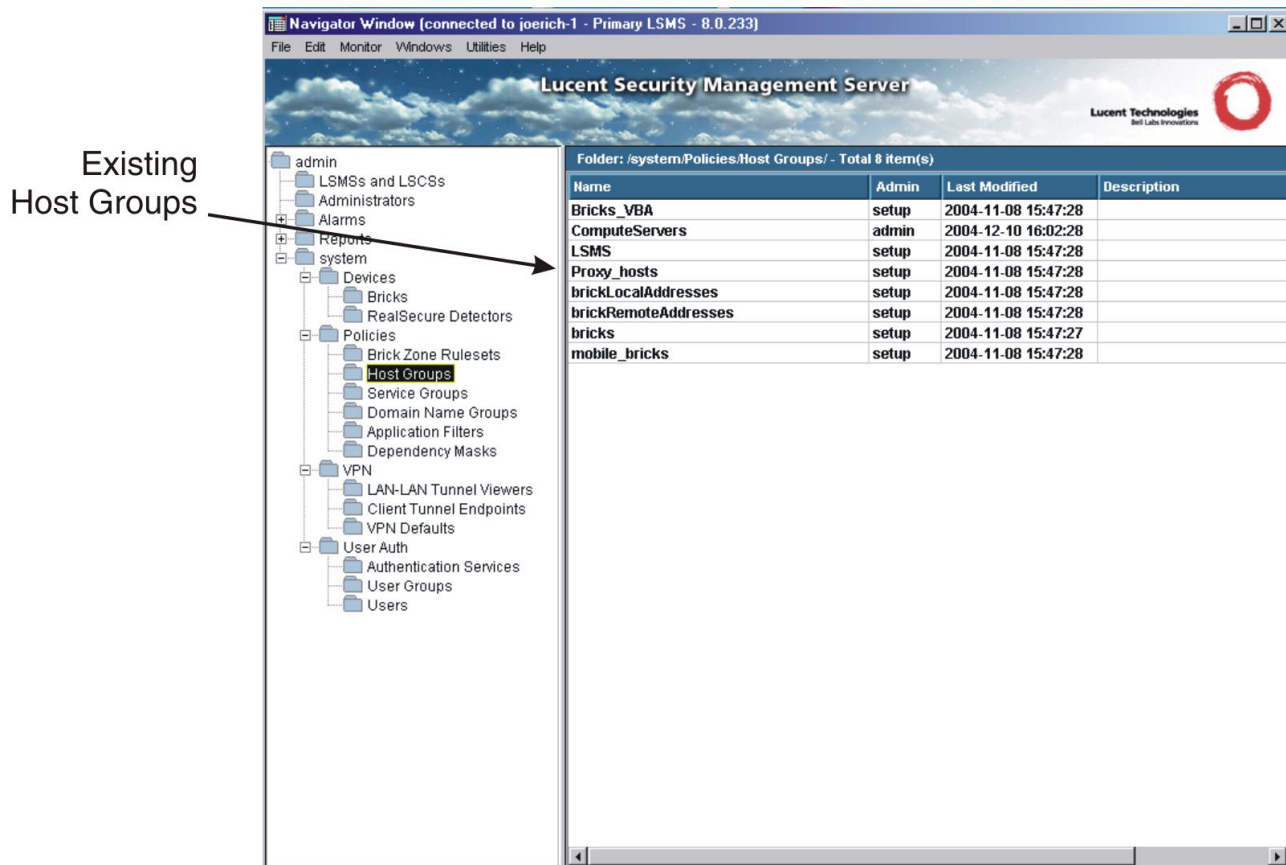 Existing
Host Groups
Navigator Window (connected to joerich-1 - Primary LSMS - 8.0.233)
File Edit Monitor Windows Utilities Help
Lucent Security Management Server
Lucent Technologies
Bell Labs Innovations
admin
LSMSs and LSCSs
Administrators
Alarms
Reports
system
Devices
Bricks
RealSecure Detectors
Policies
Brick Zone Rulesets
Host Groups
Service Groups
Domain Name Groups
Application Filters
Dependency Masks
VPN
LAN-LAN Tunnel Viewers
Client Tunnel Endpoints
VPN Defaults
User Auth
Authentication Services
User Groups
Users
Folder: /system/Policies/Host Groups/ - Total 8 item(s)
Name Admin Last Modified Description
Bricks_VBA setup 2004-11-08 15:47:28
ComputeServers admin 2004-12-10 16:02:28
LSMS setup 2004-11-08 15:47:28
Proxy_hosts setup 2004-11-08 15:47:28
brickLocalAddresses setup 2004-11-08 15:47:28
brickRemoteAddresses setup 2004-11-08 15:47:28
bricks setup 2004-11-08 15:47:27
mobile_bricks setup 2004-11-08 15:47:28